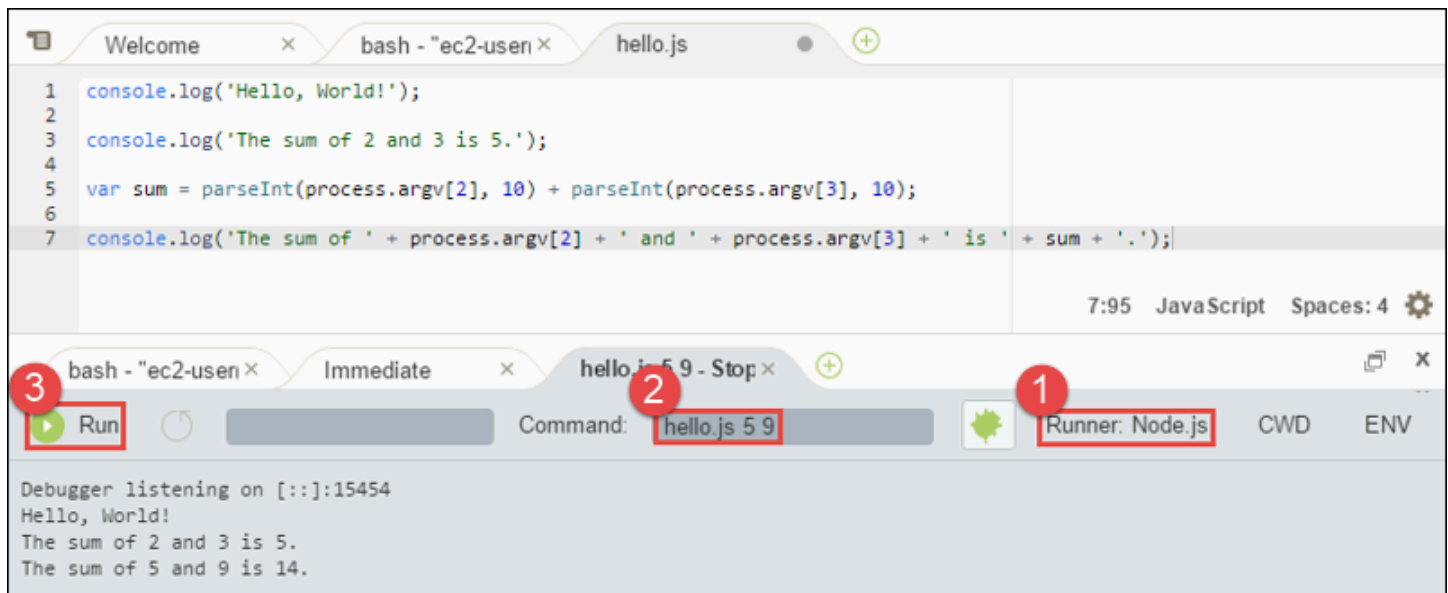 Welcome × bash - "ec2-user × hello.js
1 console.log('Hello, World!');
2
3 console.log('The sum of 2 and 3 is 5.');
4
5 var sum = parseInt(process.argv[2], 10) + parseInt(process.argv[3], 10);
6
7 console.log('The sum of ' + process.argv[2] + ' and ' + process.argv[3] + ' is ' + sum + '.');
7:95 JavaScript Spaces: 4
bash - "ec2-user × Immediate × hello.js 5 9 - Stop × x
3 2 1
Run Command: hello.js 5 9 Runner: Node.js CWD ENV
Debugger listening on [::]:15454
Hello, World!
The sum of 2 and 3 is 5.
The sum of 5 and 9 is 14.